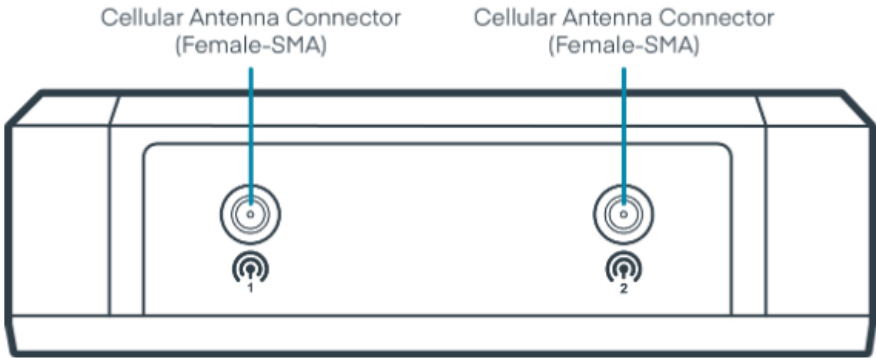 Cellular Antenna Connector
(Female-SMA)
Cellular Antenna Connector
(Female-SMA)
1
2